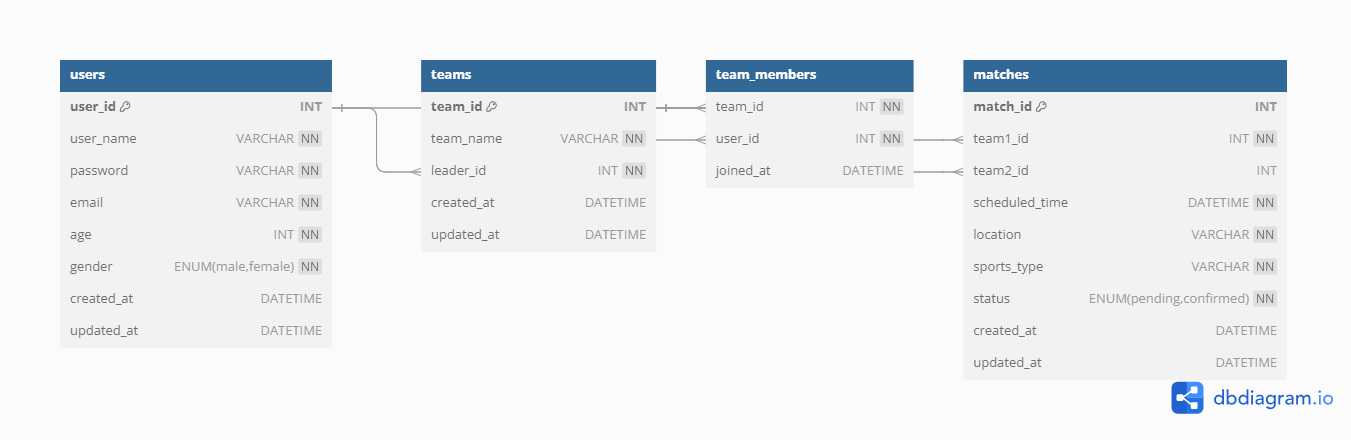 users
user_id INT
user_name VARCHAR NN
password VARCHAR NN
email VARCHAR NN
age INT NN
gender ENUM(male,female) NN
created_at DATETIME
updated_at DATETIME
teams
team_id INT
team_name VARCHAR NN
leader_id INT NN
created_at DATETIME
updated_at DATETIME
team_members
team_id INT NN
user_id INT NN
joined_at DATETIME
matches
match_id INT
team1_id INT NN
team2_id INT
scheduled_time DATETIME NN
location VARCHAR NN
sports_type VARCHAR NN
status ENUM(pending,confirmed) NN
created_at DATETIME
updated_at DATETIME
dbdiagram.io